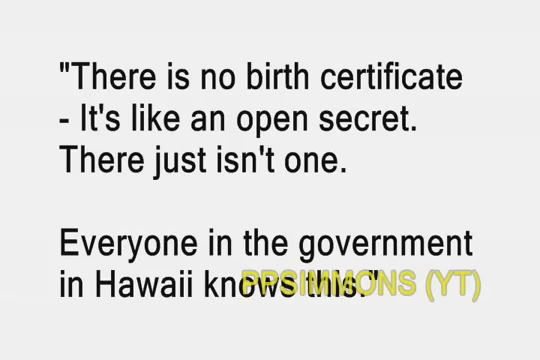 "There is no birth certificate
- It's like an open secret.
There just isn't one.
Everyone in the government
in Hawaii knows this."
PPSIMMONS (YT)